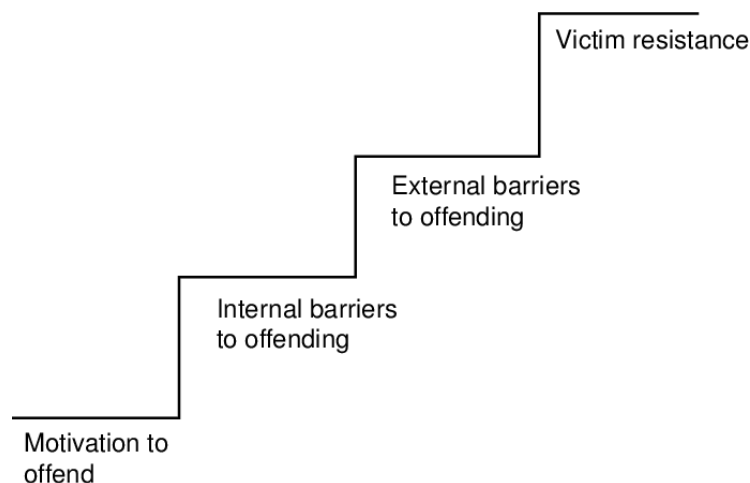 Victim resistance
External barriers
to offending
Internal barriers
to offending
Motivation to
offend